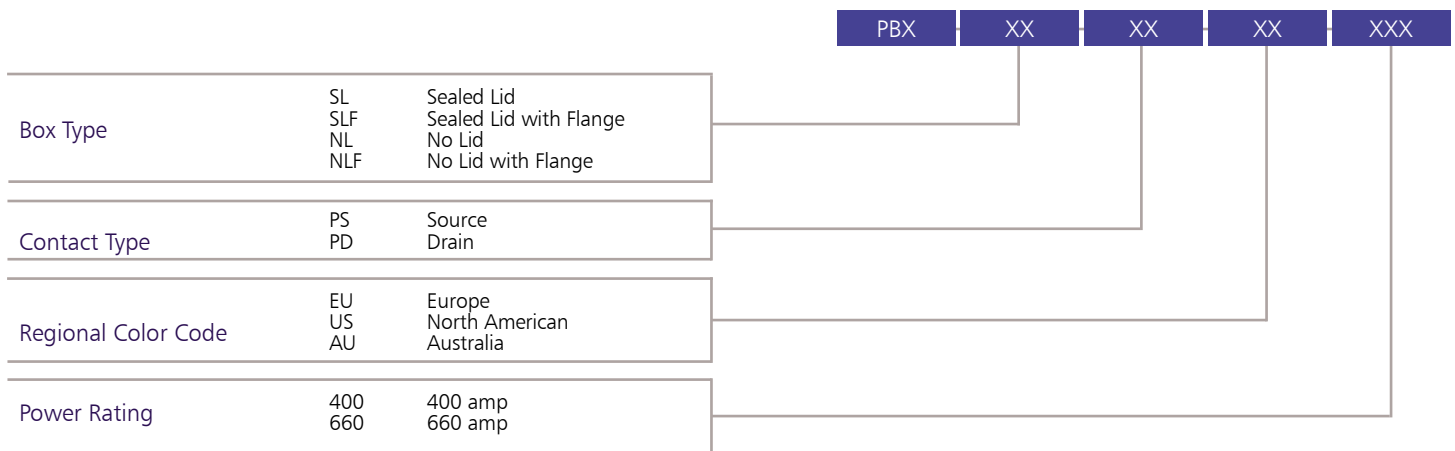 PBX XX XX XX XXX
Box Type
SL Sealed Lid
SLF Sealed Lid with Flange
NL No Lid
NLF No Lid with Flange
Contact Type
PS Source
PD Drain
Regional Color Code
EU Europe
US North American
AU Australia
Power Rating
400 400 amp
660 660 amp